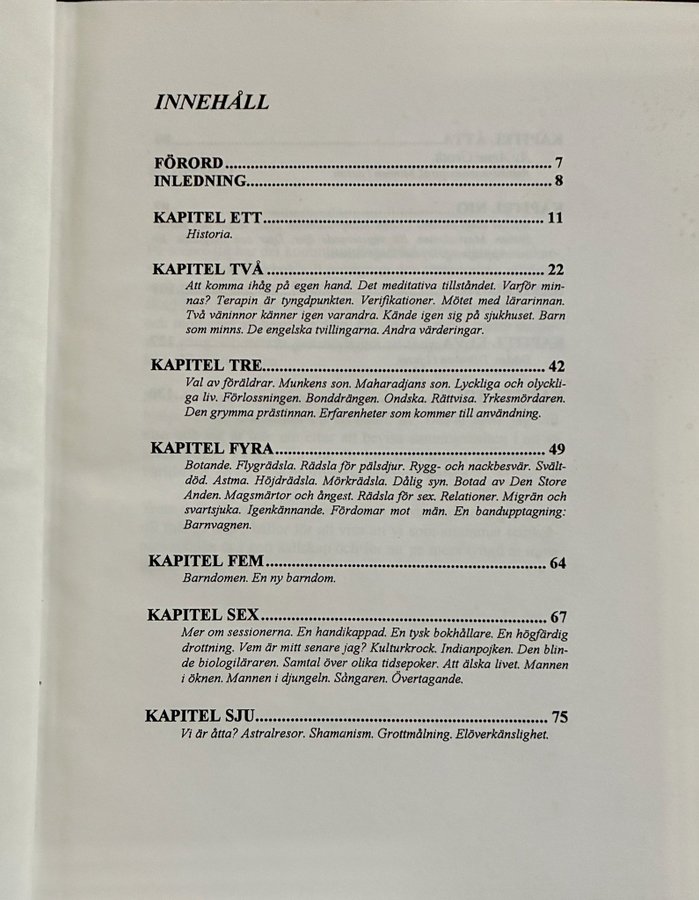 INNEHÅLL
FÖRORD........................................ 7
INLEDNING........................................ 8
KAPITEL ETT........................................ 11
Historia.
KAPITEL TVÅ........................................ 22
Att komma ihåg på egen hand. Det meditativa tillståndet. Varför min-
nas? Terapin är tyngdpunkten. Verifikationer. Mötet med lärarinnan.
Två väninnor känner igen varandra. Kände igen sig på sjukhuset. Barn
som minns. De engelska tvillingarna. Andra värderingar.
KAPITEL TRE........................................ 42
Val av föräldrar. Munkens son. Maharadjans son. Lyckliga och olyckli-
ga liv. Förlossningen. Bonddrängen. Ondska. Rättvisa. Yrkesmördaren.
Den grymma prästinnan. Erfarenheter som kommer till användning.
KAPITEL FYRA........................................ 49
Botande. Flygrädsla. Rädsla för pälsdjur. Rygg- och nackbesvär. Svält-
död. Astma. Höjdrädsla. Mörkrädsla. Dålig syn. Botad av Den Store
Anden. Magsmärtor och ångest. Rädsla för sex. Relationer. Migrän och
svartsjuka. Igenkännande. Fördomar mot män. En bandupptagning:
Barnvagnen.
KAPITEL FEM........................................ 64
Barndomen. En ny barndom.
KAPITEL SEX........................................ 67
Mer om sessionerna. En handikappad. En tysk bokhållare. En högfärdig
drottning. Vem är mitt senare jag? Kulturkrock. Indianpojken. Den blin-
de biologiläraren. Samtal över olika tidsepoker. Att älska livet. Mannen
i öknen. Mannen i djungeln. Sångaren. Övertagande.
KAPITEL SJU........................................ 75
Vi är åtta? Astralresor. Shamanism. Grottmålning. Elöverkänslighet.